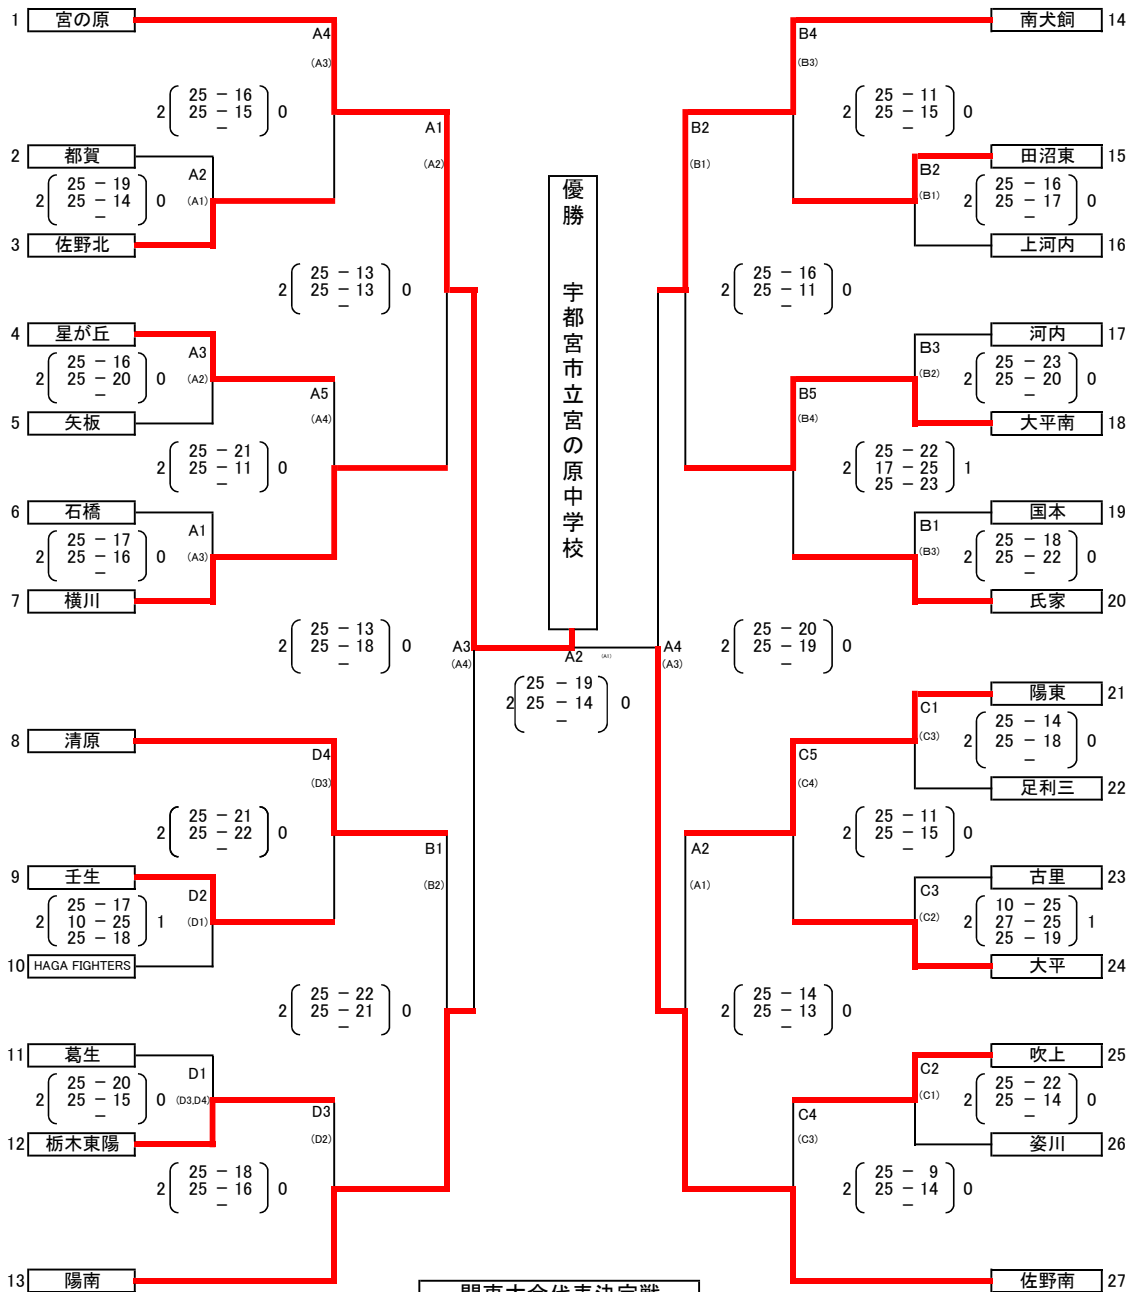 1 宮の原
A4
(A3)
25 － 16
2 25 － 15 0
－
2 都賀
A2
(A1)
25 － 19
2 25 － 14 0
－
3 佐野北
A1
(A2)
25 － 13
2 25 － 13 0
－
4 星が丘
A3
(A2)
25 － 16
2 25 － 20 0
－
5 矢板
A5
(A4)
25 － 21
2 25 － 11 0
－
6 石橋
A1
(A3)
25 － 17
2 25 － 16 0
－
7 横川
25 － 13
2 25 － 18 0
－
A3
(A4)
8 清原
D4
(D3)
25 － 21
2 25 － 22 0
－
9 壬生
D2
(D1)
25 － 17
2 10 － 25 1
25 － 18
10 HAGA FIGHTERS
B1
(B2)
25 － 22
2 25 － 21 0
－
11 葛生
D1
(D3,D4)
25 － 20
2 25 － 15 0
－
12 栃木東陽
D3
(D2)
25 － 18
2 25 － 16 0
－
13 陽南
優勝　宇都宮市立宮の原中学校
A2 (A1)
25 － 19
2 25 － 14 0
－
南犬飼 14
B4
(B3)
25 － 11
2 25 － 15 0
－
田沼東 15
B2
(B1)
25 － 16
2 25 － 17 0
－
上河内 16
B2
(B1)
25 － 16
2 25 － 11 0
－
河内 17
B3
(B2)
25 － 23
2 25 － 20 0
－
大平南 18
B5
(B4)
25 － 22
2 17 － 25 1
25 － 23
国本 19
B1
(B3)
25 － 18
2 25 － 22 0
－
氏家 20
A4
(A3)
25 － 20
2 25 － 19 0
－
陽東 21
C1
(C3)
25 － 14
2 25 － 18 0
－
足利三 22
C5
(C4)
25 － 11
2 25 － 15 0
－
古里 23
C3
(C2)
10 － 25
2 27 － 25 1
25 － 19
大平 24
A2
(A1)
25 － 14
2 25 － 13 0
－
吹上 25
C2
(C1)
25 － 22
2 25 － 14 0
－
姿川 26
C4
(C3)
25 － 9
2 25 － 14 0
－
佐野南 27
関東大会代表決定戦